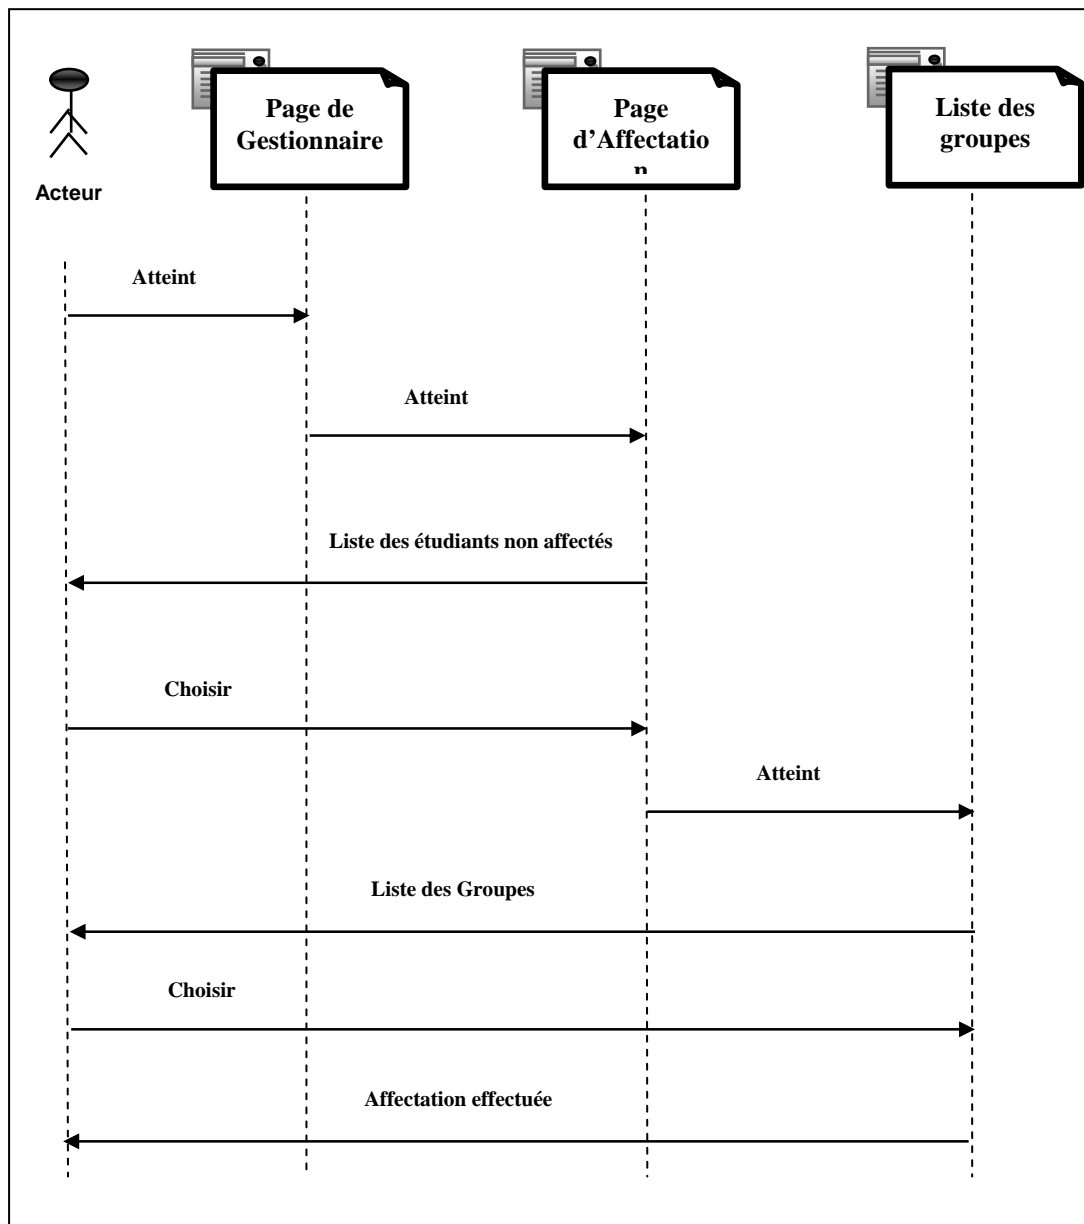 Page de
Gestionnaire
Page
d’Affectatio
n
Liste des
groupes
Acteur
Atteint
Atteint
Liste des étudiants non affectés
Choisir
Atteint
Liste des Groupes
Choisir
Affectation effectuée